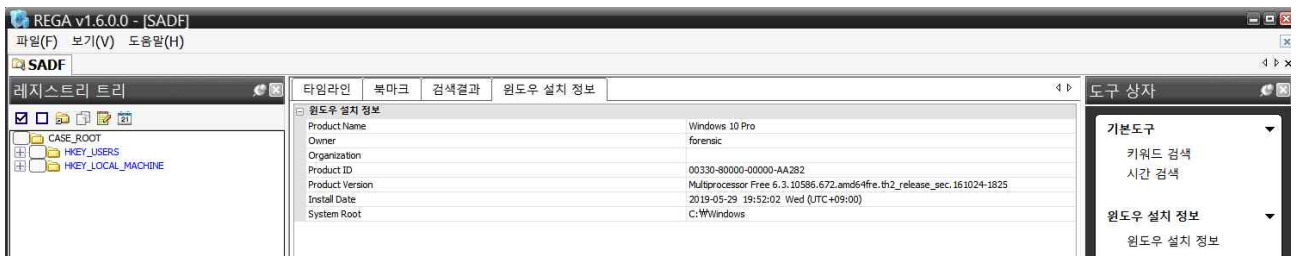 REGA v1.6.0.0 - [SADF]
파일(F) 보기(V) 도움말(H)
SADF
레지스트리 트리
CASE_ROOT
HKEY_USERS
HKEY_LOCAL_MACHINE
타임라인 북마크 검색결과 윈도우 설치 정보
윈도우 설치 정보
Product Name Windows 10 Pro
Owner forensic
Organization
Product ID 00330-80000-00000-AA282
Product Version Multiprocessor Free 6.3.10586.672.amd64fre.th2_release_sec.161024-1825
Install Date 2019-05-29 19:52:02 Wed (UTC+09:00)
System Root C:₩Windows
도구 상자
기본도구
키워드 검색
시간 검색
윈도우 설치 정보
윈도우 설치 정보